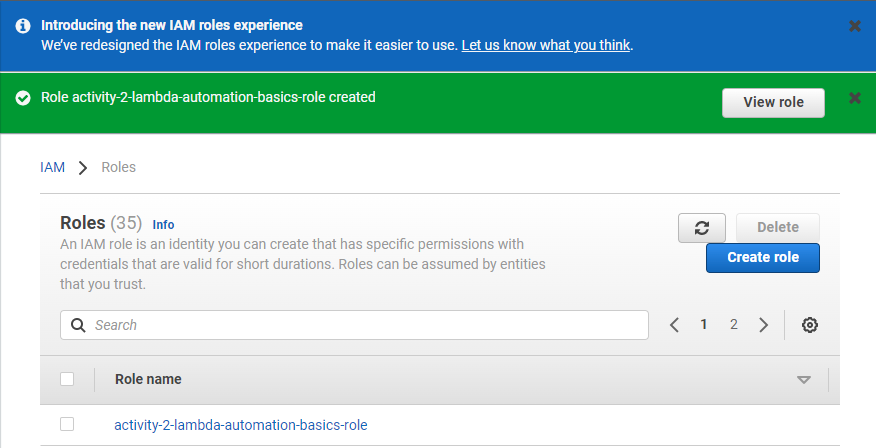 Introducing the new IAM roles experience
We've redesigned the IAM roles experience to make it easier to use. Let us know what you think.
Role activity-2-lambda-automation-basics-role created
View role
IAM > Roles
Roles (35) Info
Delete
An IAM role is an identity you can create that has specific permissions with
credentials that are valid for short durations. Roles can be assumed by entities
that you trust.
Create role
Search
1 2
Role name
activity-2-lambda-automation-basics-role